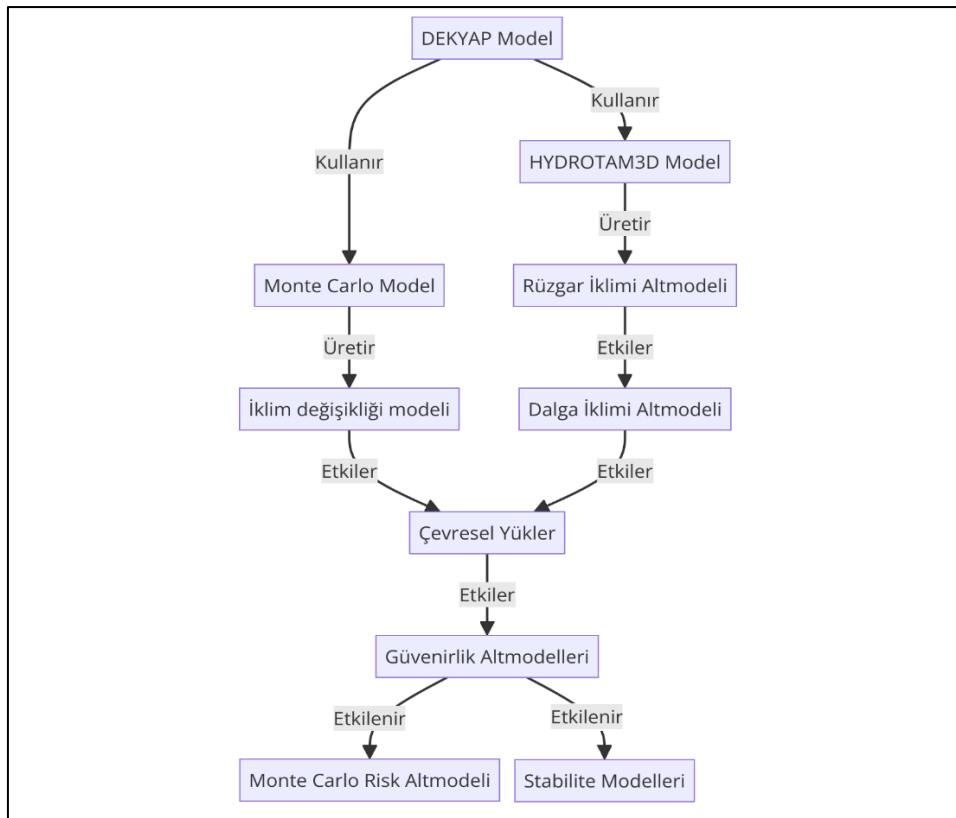 DEKYAP Model
Kullanır
HYDROTAM3D Model
Kullanır
Üretir
Monte Carlo Model
Rüzgar İklimi Altmodeli
Üretir
Etkiler
İklim değişikliği modeli
Dalga İklimi Altmodeli
Etkiler
Etkiler
Çevresel Yükler
Etkiler
Güvenirlik Altmodelleri
Etkilenir
Etkilenir
Monte Carlo Risk Altmodeli
Stabilite Modelleri